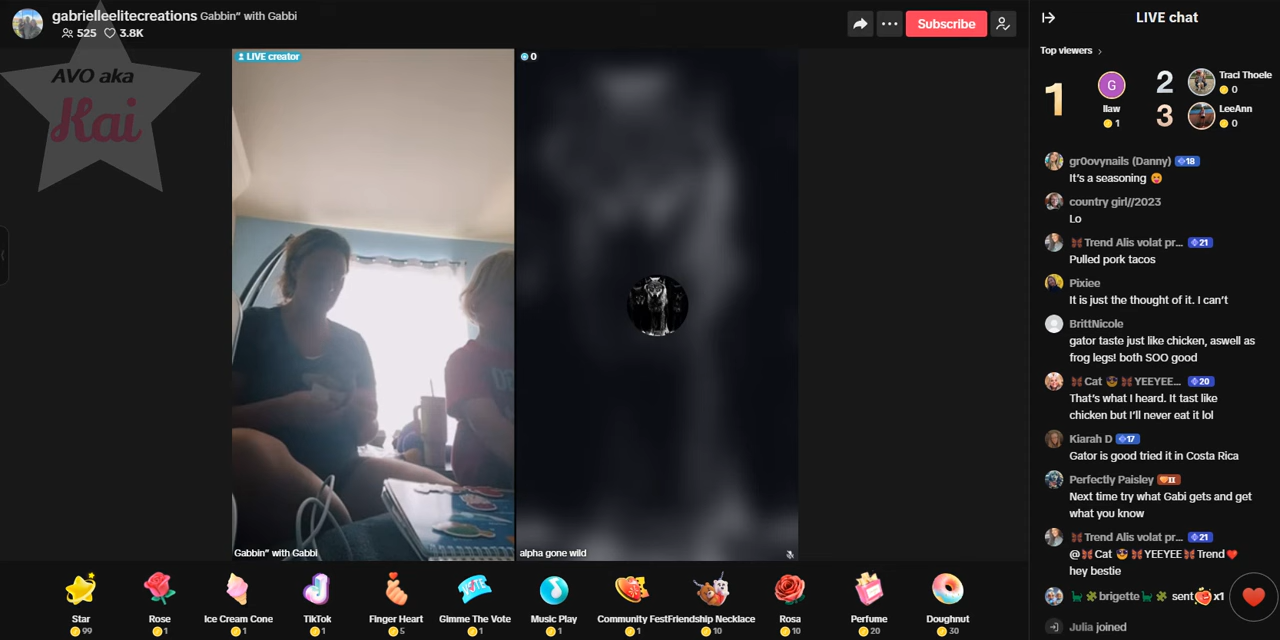 gabrielleelitecreations Gabbin" with Gabbi
525 3.8K
Subscribe
AVO aka
Kai
LIVE creator
0
Gabbin" with Gabbi
alpha gone wild
Star
99
Rose
1
Ice Cream Cone
1
TikTok
1
Finger Heart
5
VOTE
Gimme The Vote
1
Music Play
1
Community Fest
1
Friendship Necklace
10
Rosa
10
Perfume
20
Doughnut
30
LIVE chat
Top viewers
1
G
llaw
1
2
Traci Thoele
0
3
LeeAnn
0
gr0ovynails (Danny) 18
It's a seasoning 🥵
country girl//2023
Lo
Trend Alis volat pr... 21
Pulled pork tacos
Pixiee
It is just the thought of it. I can't
BrittNicole
gator taste just like chicken, aswell as
frog legs! both SOO good
Cat YEEYEE... 20
That's what I heard. It tast like
chicken but I'll never eat it lol
Kiarah D 17
Gator is good tried it in Costa Rica
Perfectly Paisley II
Next time try what Gabi gets and get
what you know
Trend Alis volat pr... 21
@Cat YEEYEE Trend
hey bestie
brigette sent x1
Julia joined